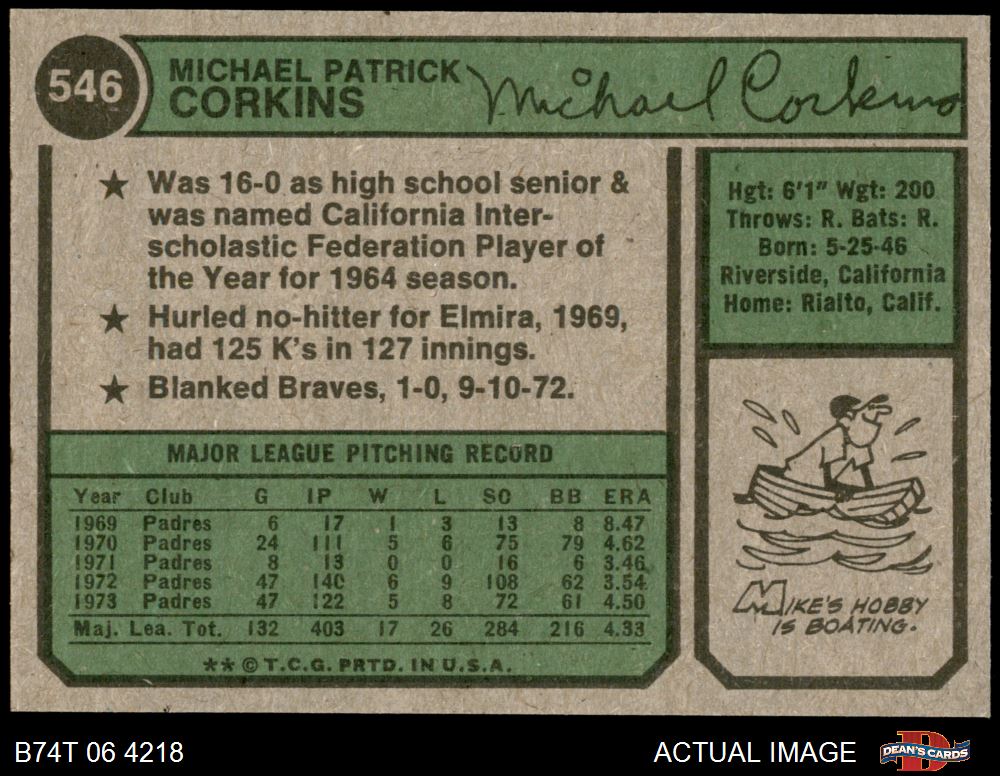 546
MICHAEL PATRICK
CORKINS
Michael Corkins
★ Was 16-0 as high school senior &
was named California Inter-
scholastic Federation Player of
the Year for 1964 season.
★ Hurled no-hitter for Elmira, 1969,
had 125 K's in 127 innings.
★ Blanked Braves, 1-0, 9-10-72.
Hgt: 6'1" Wgt: 200
Throws: R. Bats: R.
Born: 5-25-46
Riverside, California
Home: Rialto, Calif.
MAJOR LEAGUE PITCHING RECORD
Year Club G IP W L SO BB ERA
1969 Padres 6 17 1 3 13 8 8.47
1970 Padres 24 111 5 6 75 79 4.62
1971 Padres 8 13 0 0 16 6 3.46
1972 Padres 47 140 6 9 108 62 3.54
1973 Padres 47 122 5 8 72 61 4.50
Maj. Lea. Tot. 132 403 17 26 284 216 4.33
** © T.C.G. PRTD. IN U.S.A.
MIKE'S HOBBY
IS BOATING.
B74T 06 4218
ACTUAL IMAGE
D
DEAN'S CARDS